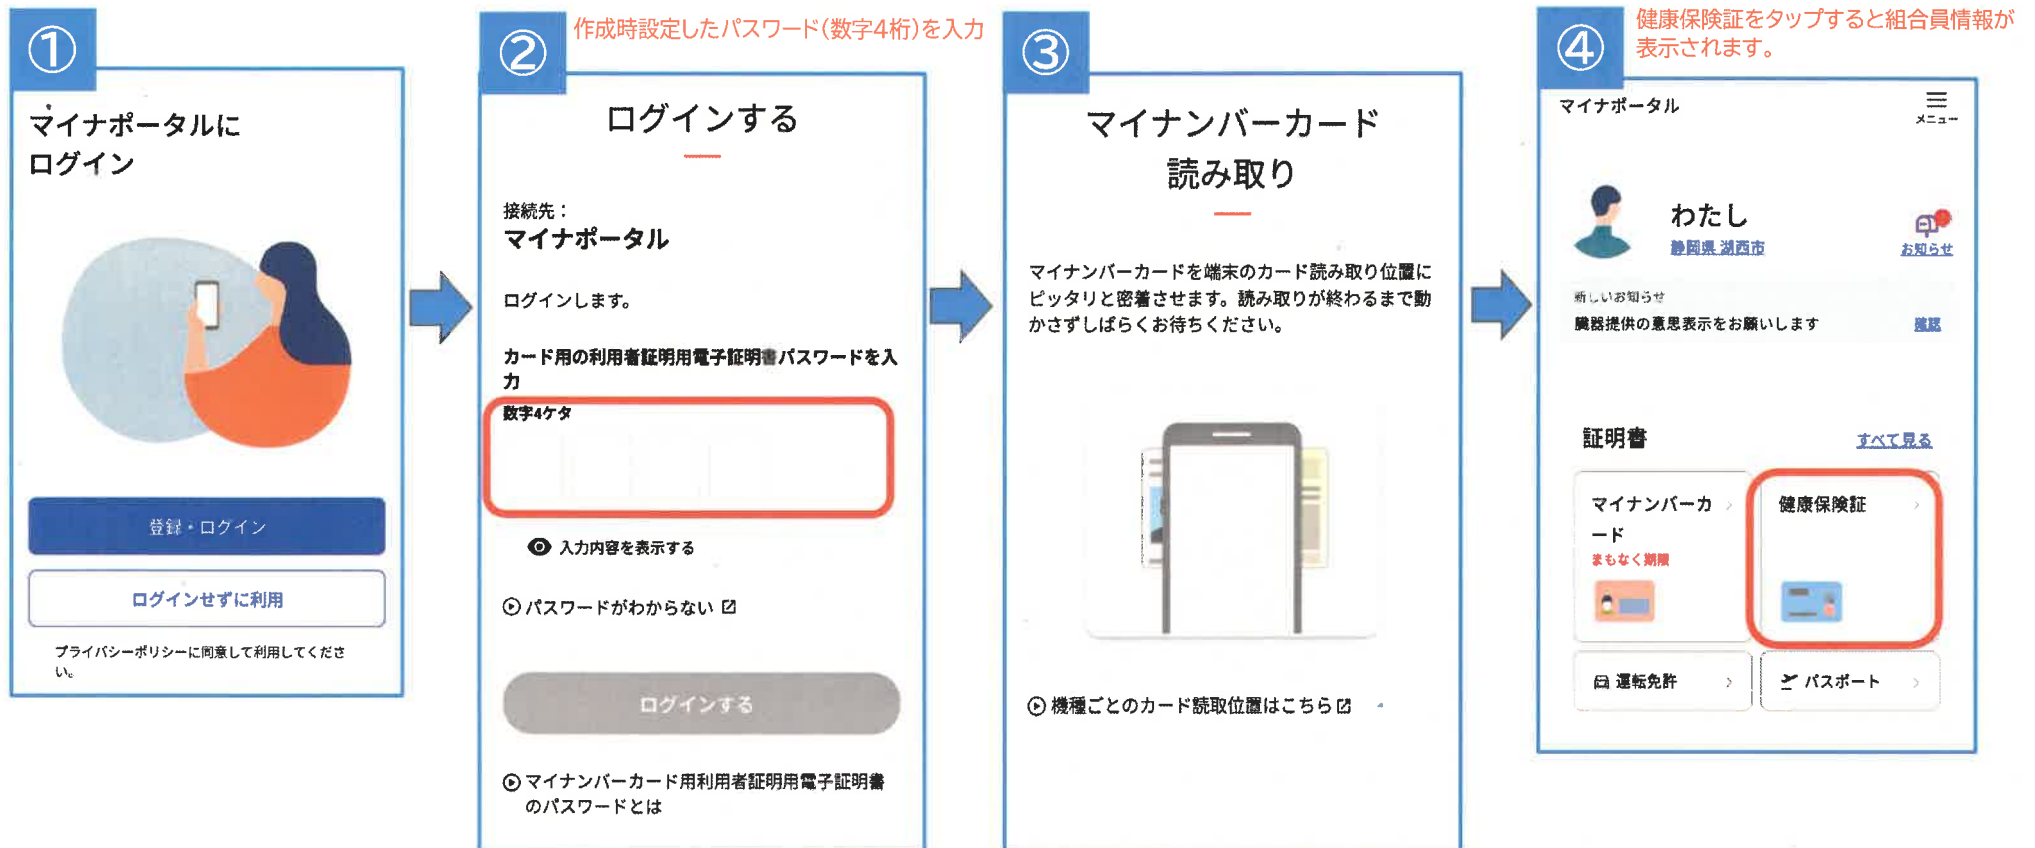 ①
マイナポータルに
ログイン
登録・ログイン
ログインせずに利用
プライバシーポリシーに同意して利用してくださ
い。
②
作成時設定したパスワード(数字4桁)を入力
ログインする
接続先：
マイナポータル
ログインします。
カード用の利用者証明用電子証明書パスワードを入
力
数字4ケタ
入力内容を表示する
パスワードがわからない
ログインする
マイナンバーカード用利用者証明用電子証明書
のパスワードとは
③
マイナンバーカード
読み取り
マイナンバーカードを端末のカード読み取り位置に
ピッタリと密着させます。読み取りが終わるまで動
かさずしばらくお待ちください。
機種ごとのカード読取位置はこちら
④
健康保険証をタップすると組合員情報が
表示されます。
マイナポータル
メニュー
わたし
静岡県 湖西市
お知らせ
新しいお知らせ
臓器提供の意思表示をお願いします
確認
証明書
すべて見る
マイナンバーカ
ード
まもなく期限
健康保険証
運転免許
パスポート